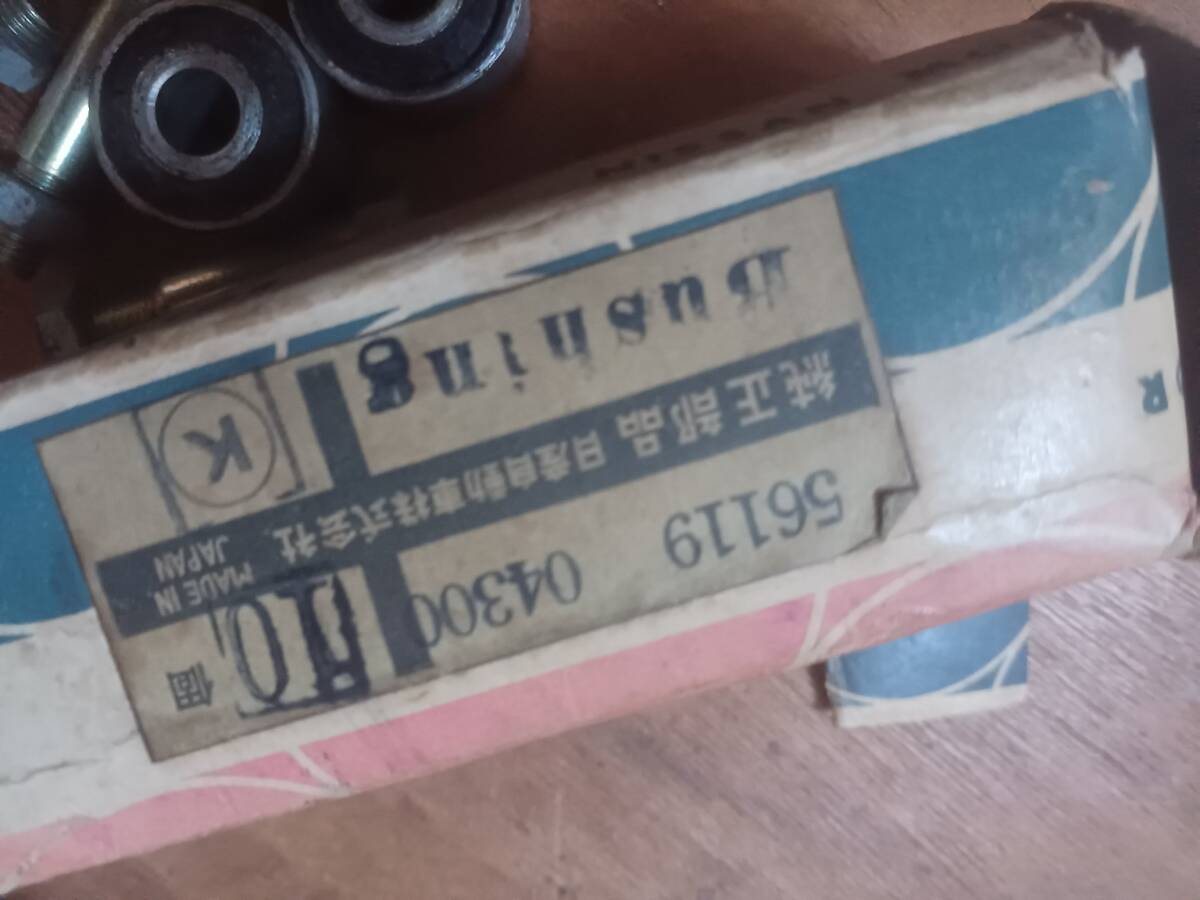 56119 04300 10 個
純正部品 日産自動車株式会社 MADE IN JAPAN
Bushing K
R